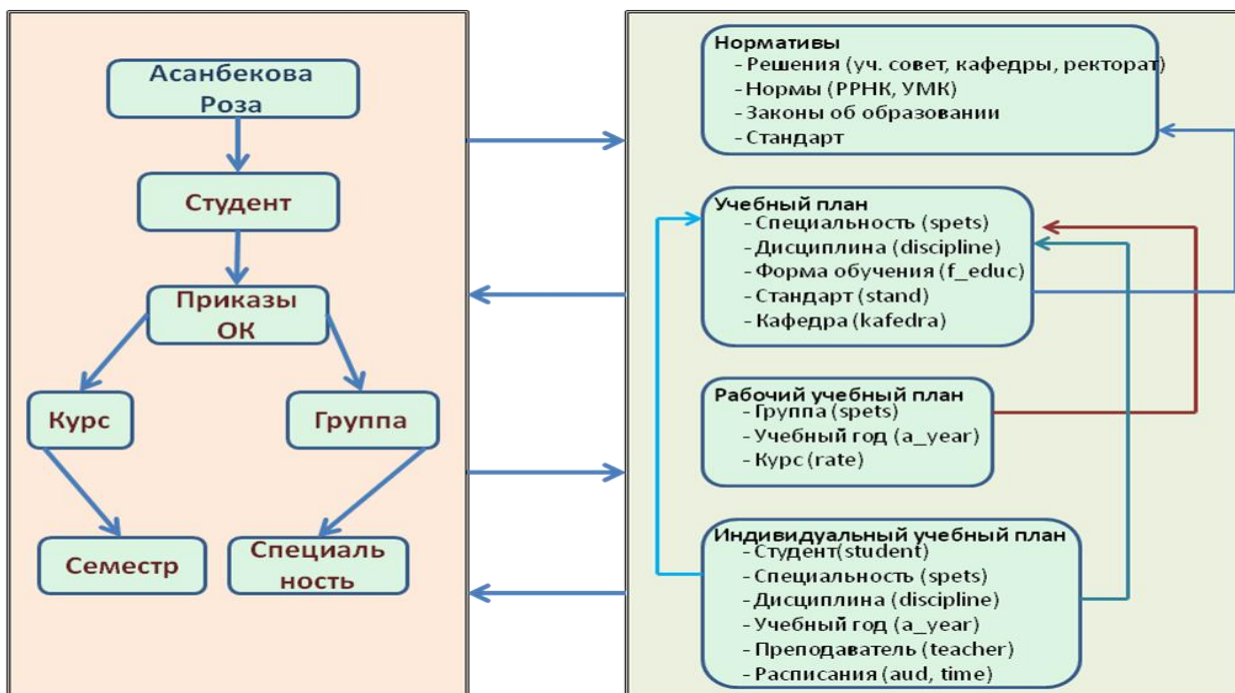 Асанбекова
Роза
Студент
Приказы
ОК
Курс
Группа
Семестр
Специаль
ность
Нормативы
- Решения (уч. совет, кафедры, ректорат)
- Нормы (РРНК, УМК)
- Законы об образовании
- Стандарт
Учебный план
- Специальность (spets)
- Дисциплина (discipline)
- Форма обучения (f_educ)
- Стандарт (stand)
- Кафедра (kafedra)
Рабочий учебный план
- Группа (spets)
- Учебный год (a_year)
- Курс (rate)
Индивидуальный учебный план
- Студент(student)
- Специальность (spets)
- Дисциплина (discipline)
- Учебный год (a_year)
- Преподаватель (teacher)
- Расписания (aud, time)